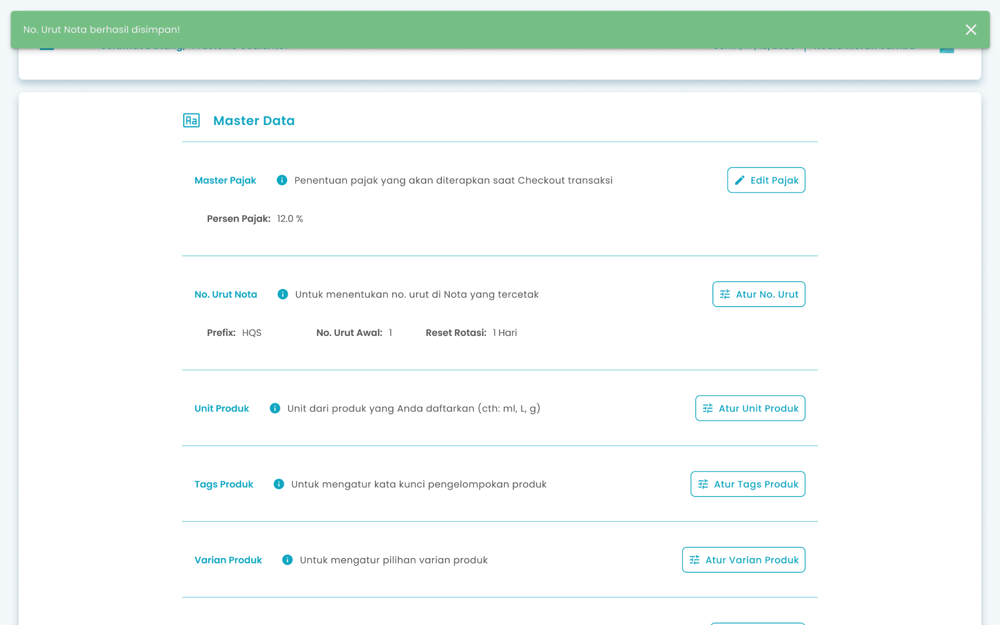 No. Urut Nota berhasil disimpan!
Aa Master Data
Master Pajak Penentuan pajak yang akan diterapkan saat Checkout transaksi Edit Pajak
Persen Pajak: 12.0 %
No. Urut Nota Untuk menentukan no. urut di Nota yang tercetak Atur No. Urut
Prefix: HQS No. Urut Awal: 1 Reset Rotasi: 1 Hari
Unit Produk Unit dari produk yang Anda daftarkan (cth: ml, L, g) Atur Unit Produk
Tags Produk Untuk mengatur kata kunci pengelompokan produk Atur Tags Produk
Varian Produk Untuk mengatur pilihan varian produk Atur Varian Produk